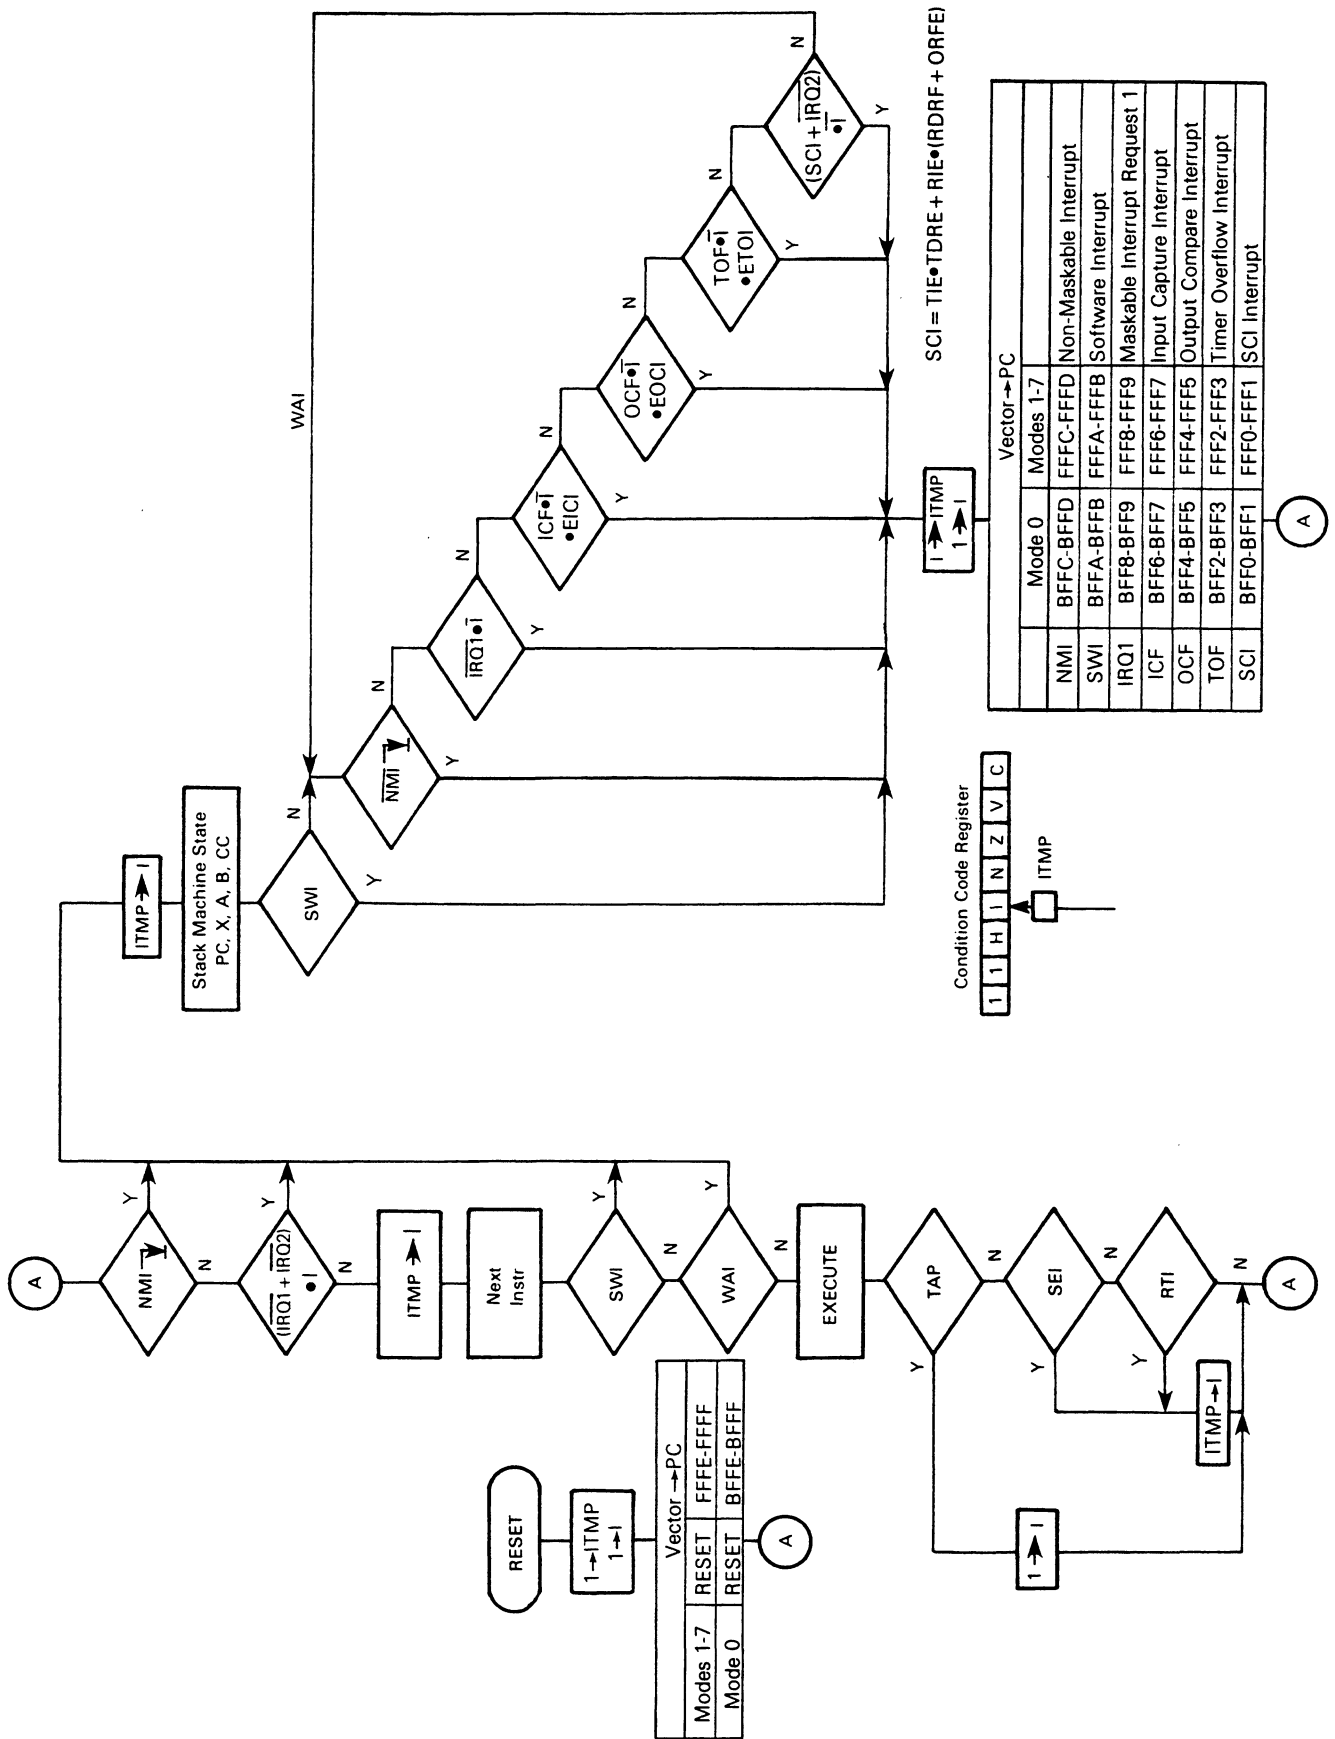 A
NMI
Y
N
(IRQ1 + IRQ2)
•I
Y
N
ITMP→I
Next
Instr
SWI
Y
N
WAI
Y
N
EXECUTE
TAP
Y
N
SEI
Y
N
RTI
Y
N
1→I
ITMP→I
A
RESET
1→ITMP
1→I
Vector→PC
Modes 1-7 RESET FFFE-FFFF
Mode 0 RESET BFFE-BFFF
A
ITMP→I
Stack Machine State
PC, X, A, B, CC
SWI
N
Y
WAI
NMI
N
Y
IRQ1•I
N
Y
ICF•I
•EICI
N
Y
OCF•I
•EOCI
N
Y
TOF•I
•ETOI
N
Y
(SCI + IRQ2)
•I
N
Y
SCI = TIE•TDRE + RIE•(RDRF + ORFE)
I→ITMP
1→I
Vector→PC
Mode 0 Modes 1-7
NMI BFFC-BFFD FFFC-FFFD Non-Maskable Interrupt
SWI BFFA-BFFB FFFA-FFFB Software Interrupt
IRQ1 BFF8-BFF9 FFF8-FFF9 Maskable Interrupt Request 1
ICF BFF6-BFF7 FFF6-FFF7 Input Capture Interrupt
OCF BFF4-BFF5 FFF4-FFF5 Output Compare Interrupt
TOF BFF2-BFF3 FFF2-FFF3 Timer Overflow Interrupt
SCI BFF0-BFF1 FFF0-FFF1 SCI Interrupt
A
Condition Code Register
1 1 H I N Z V C
ITMP